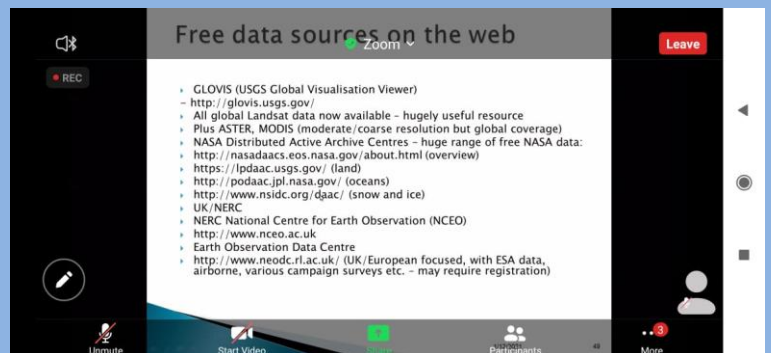 Free data sources on the web
Zoom
Leave
REC
GLOVIS (USGS Global Visualisation Viewer)
– http://glovis.usgs.gov/
All global Landsat data now available – hugely useful resource
Plus ASTER, MODIS (moderate/coarse resolution but global coverage)
NASA Distributed Active Archive Centres – huge range of free NASA data:
http://nasadaacs.eos.nasa.gov/about.html (overview)
https://lpdaac.usgs.gov/ (land)
http://podaac.jpl.nasa.gov/ (oceans)
http://www.nsidc.org/daac/ (snow and ice)
UK/NERC
NERC National Centre for Earth Observation (NCEO)
http://www.nceo.ac.uk
Earth Observation Data Centre
http://www.neodc.rl.ac.uk/ (UK/European focused, with ESA data,
airborne, various campaign surveys etc. – may require registration)
3
Unmute
Start Video
Share
Participants
More